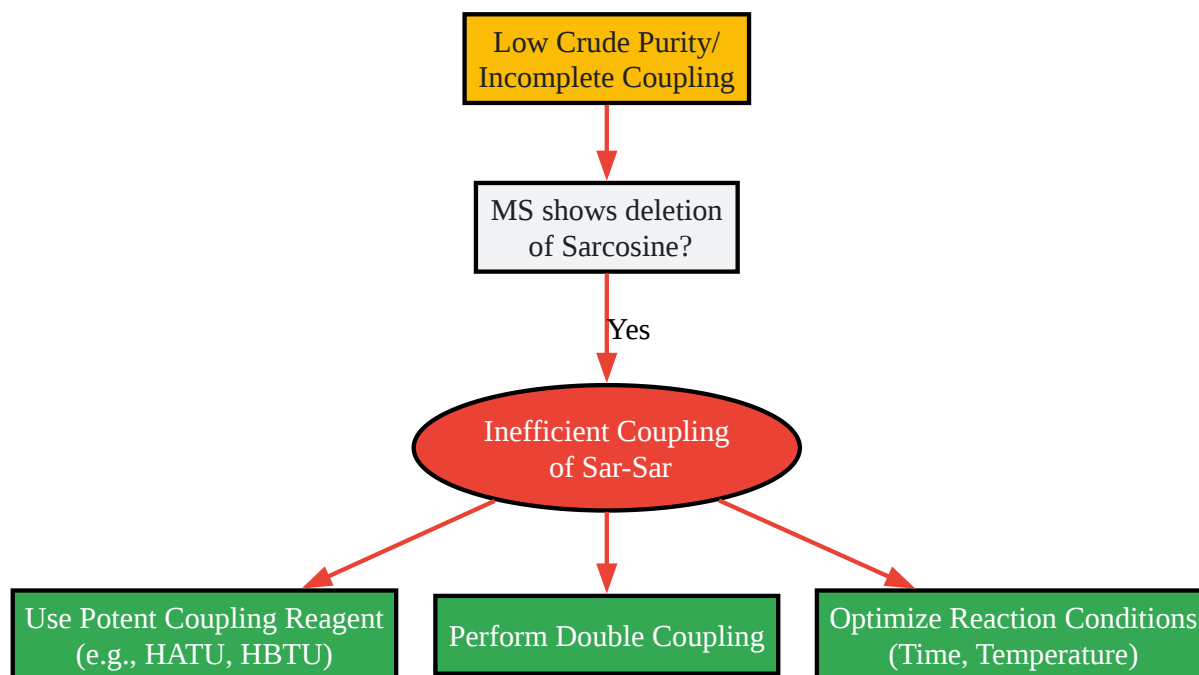 Low Crude Purity/
Incomplete Coupling
MS shows deletion
of Sarcosine?
Yes
Inefficient Coupling
of Sar-Sar
Use Potent Coupling Reagent
(e.g., HATU, HBTU)
Perform Double Coupling
Optimize Reaction Conditions
(Time, Temperature)